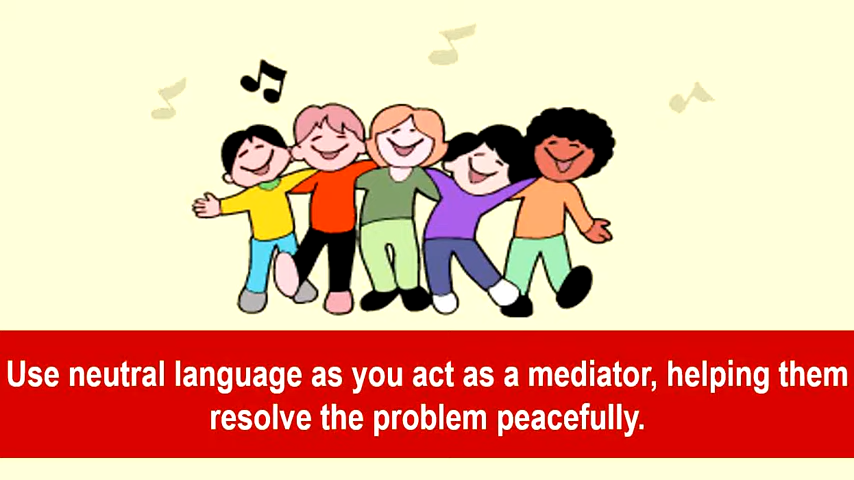 Use neutral language as you act as a mediator, helping them
resolve the problem peacefully.